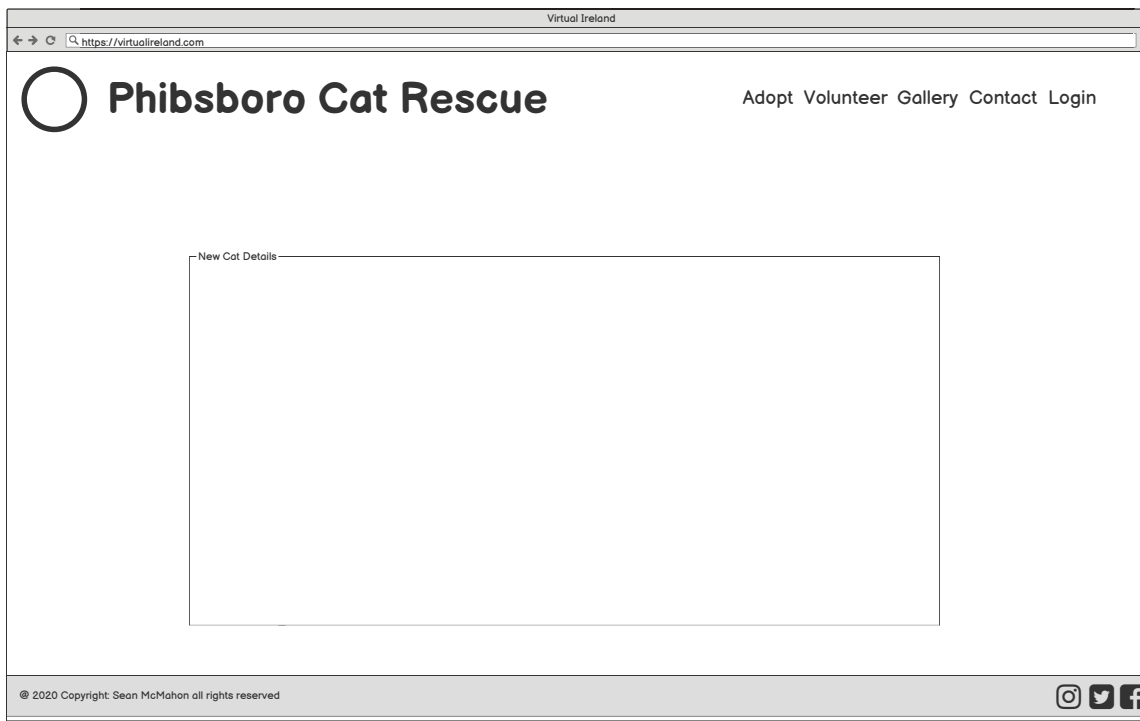 Virtual Ireland
https://virtualireland.com
Phibsboro Cat Rescue
Adopt Volunteer Gallery Contact Login
New Cat Details
@ 2020 Copyright: Sean McMahon all rights reserved